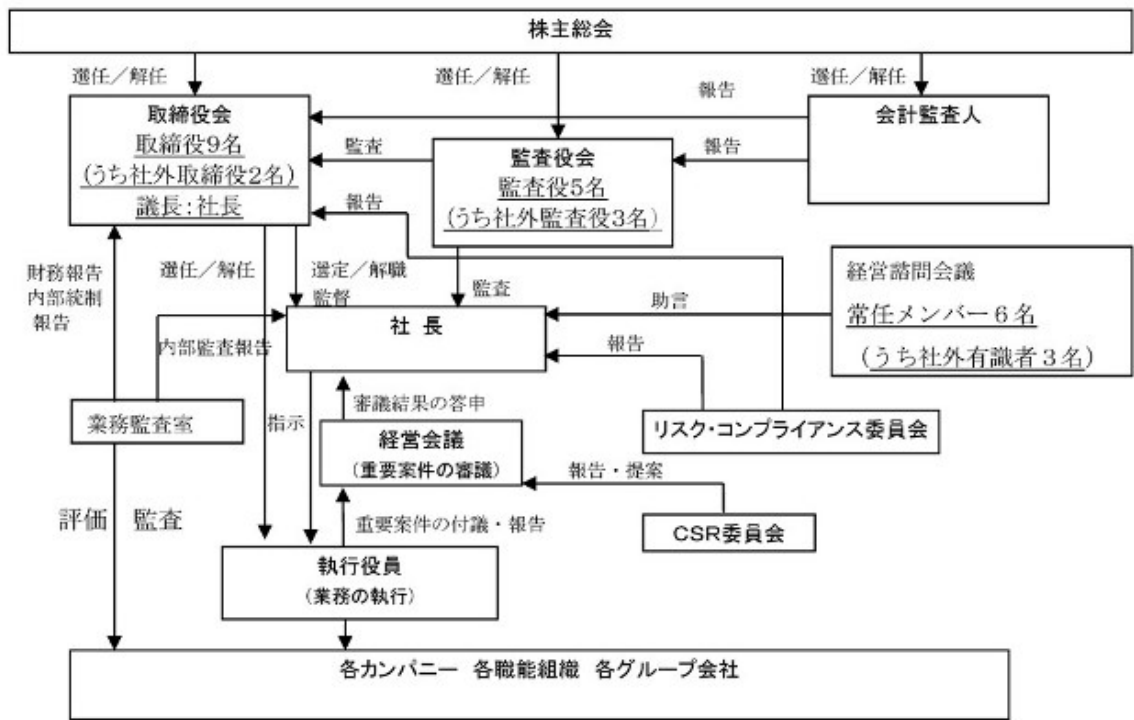 株主総会
選任／解任
選任／解任
選任／解任
取締役会
取締役9名
(うち社外取締役2名)
議長:社長
報告
会計監査人
監査
監査役会
監査役5名
(うち社外監査役3名)
報告
報告
財務報告
内部統制
報告
選任／解任
選定／解職
監督
監査
経営諮問会議
常任メンバー６名
(うち社外有識者３名)
助言
社 長
内部監査報告
報告
審議結果の答申
業務監査室
指示
経営会議
(重要案件の審議)
リスク・コンプライアンス委員会
報告・提案
評価
監査
重要案件の付議・報告
CSR委員会
執行役員
(業務の執行)
各カンパニー 各職能組織 各グループ会社